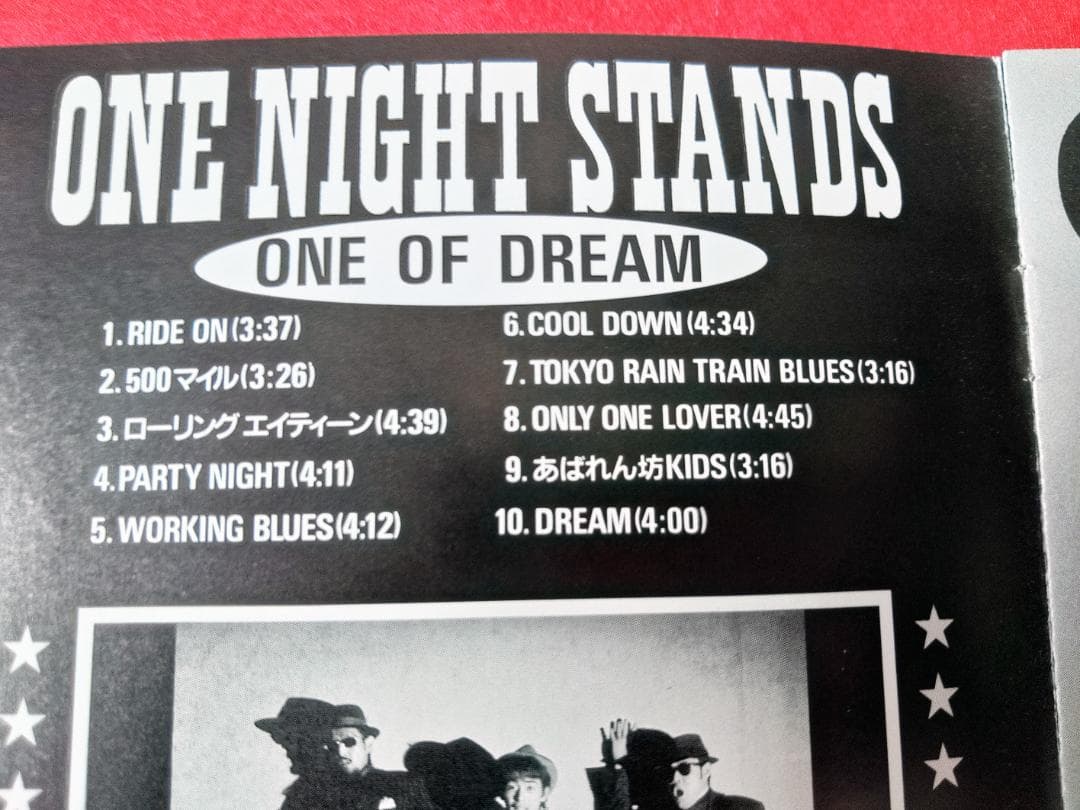 ONE NIGHT STANDS
ONE OF DREAM
1.RIDE ON(3:37)
2.500マイル(3:26)
3.ローリング エイティーン(4:39)
4.PARTY NIGHT(4:11)
5.WORKING BLUES(4:12)
6.COOL DOWN(4:34)
7.TOKYO RAIN TRAIN BLUES(3:16)
8.ONLY ONE LOVER(4:45)
9.あばれん坊KIDS(3:16)
10.DREAM(4:00)